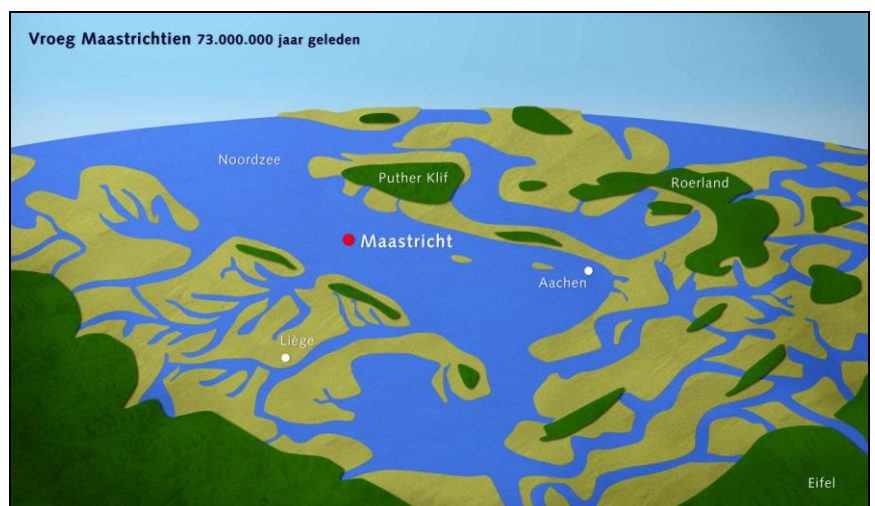 Vroeg Maastrichtien 73.000.000 jaar geleden
Noordzee
Puther Klif
Roerland
Maastricht
Aachen
Liège
Eifel